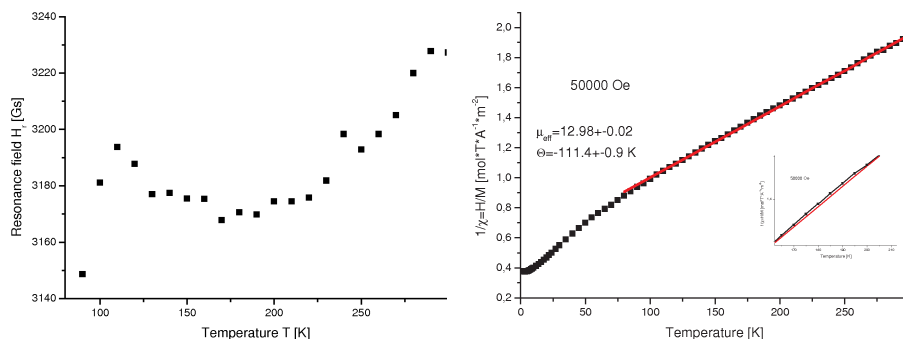 3240
3220
3200
3180
3160
3140
100
150
200
250
Resonance field H_r [Gs]
Temperature T [K]
2,0
1,8
1,6
1,4
1,2
1,0
0,8
0,6
0,4
0,2
0
50
100
150
200
250
1/χ=H/M [mol*T*A⁻¹*m⁻²]
Temperature [K]
50000 Oe
μ_eff=12.98+-0.02
Θ=-111.4+-0.9 K
50000 Oe
Temperature [K]